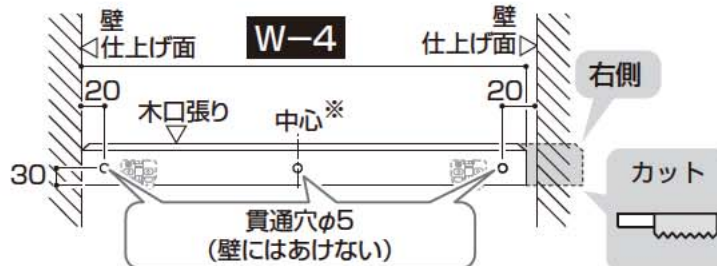 壁
仕上げ面
W−4
壁
仕上げ面
右側
20
木口張り
中心※
20
30
カット
貫通穴φ5
（壁にはあけない）